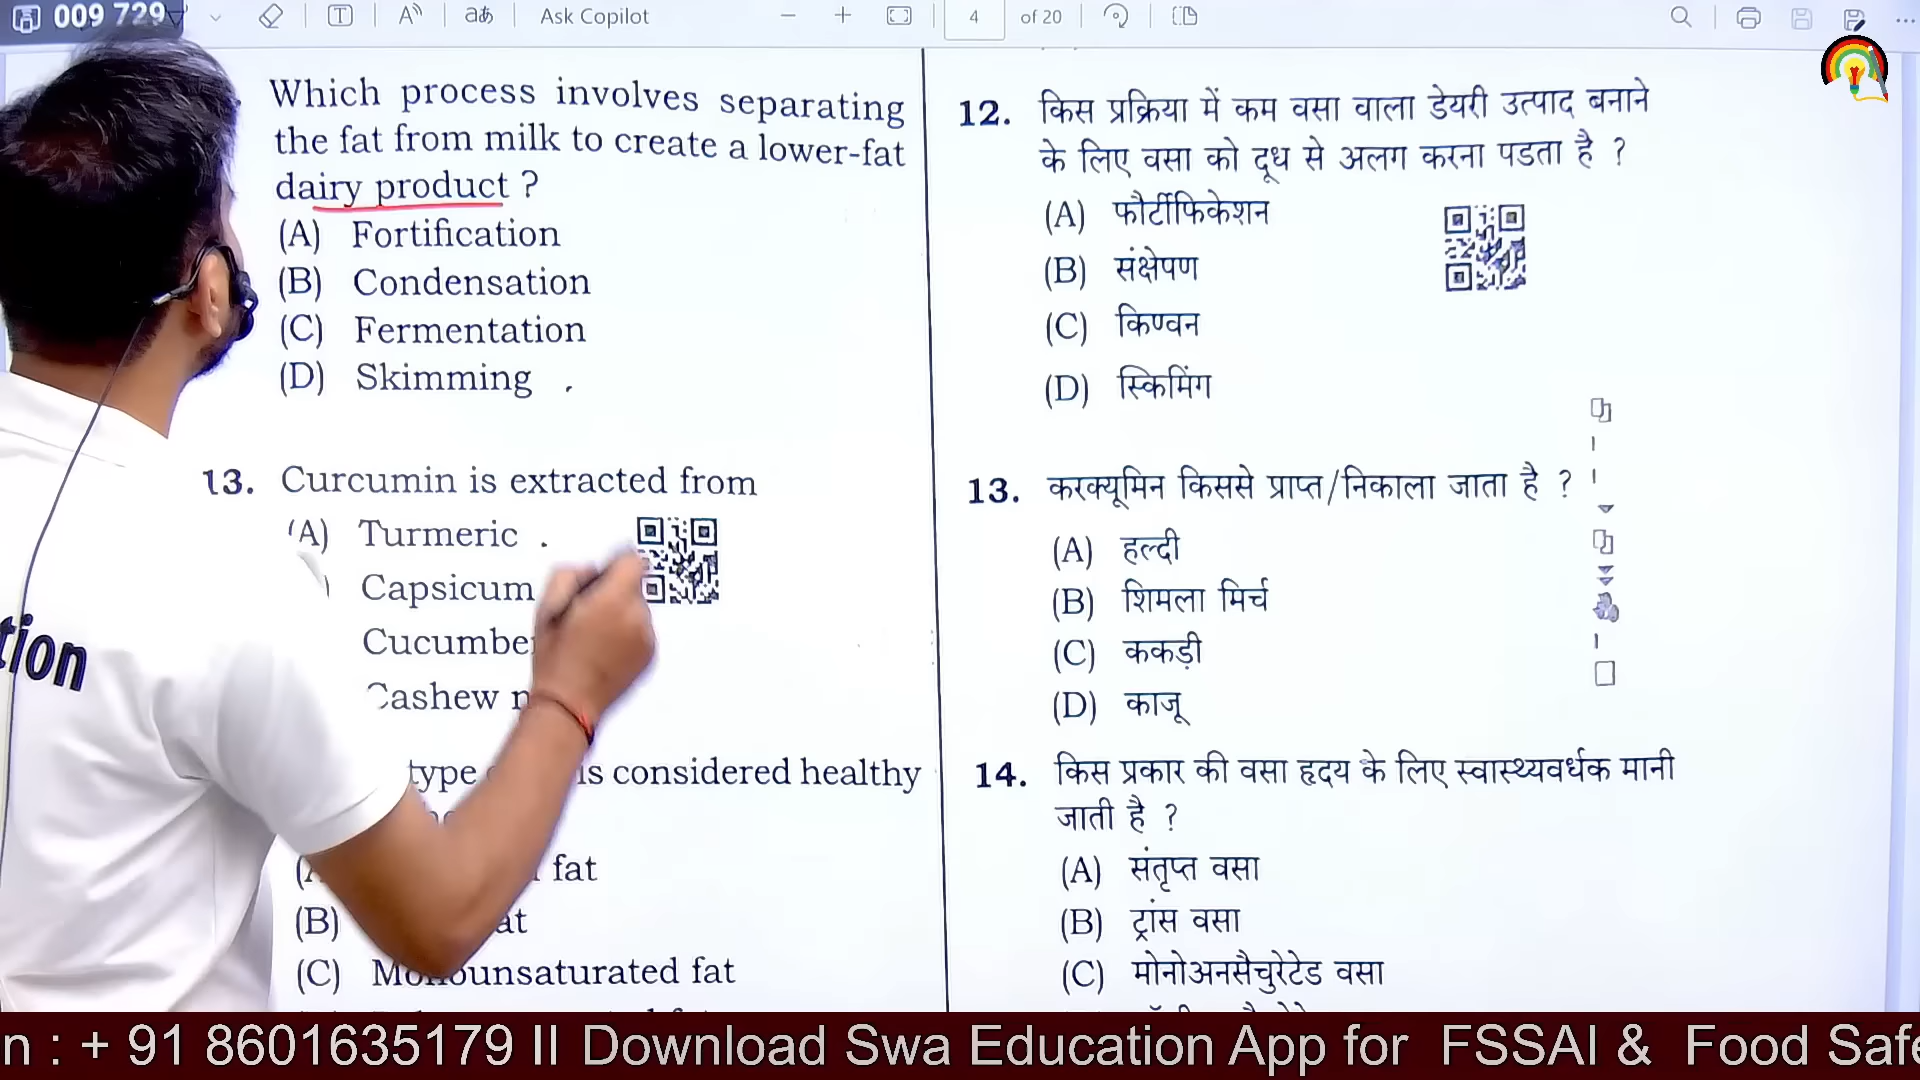 009 729
Ask Copilot
4 of 20
Which process involves separating
the fat from milk to create a lower-fat
dairy product ?
(A) Fortification
(B) Condensation
(C) Fermentation
(D) Skimming
13. Curcumin is extracted from
(A) Turmeric
Capsicum
Cucumber
Cashew
type is considered healthy
fat
(B)
(C) Monounsaturated fat
12. किस प्रक्रिया में कम वसा वाला डेयरी उत्पाद बनाने
के लिए वसा को दूध से अलग करना पडता है ?
(A) फौर्टीफिकेशन
(B) संक्षेपण
(C) किण्वन
(D) स्किमिंग
13. करक्यूमिन किससे प्राप्त/निकाला जाता है ?
(A) हल्दी
(B) शिमला मिर्च
(C) ककड़ी
(D) काजू
14. किस प्रकार की वसा हृदय के लिए स्वास्थ्यवर्धक मानी
जाती है ?
(A) संतृप्त वसा
(B) ट्रांस वसा
(C) मोनोअनसैचुरेटेड वसा
tion
n : + 91 8601635179 II Download Swa Education App for FSSAI & Food Safe